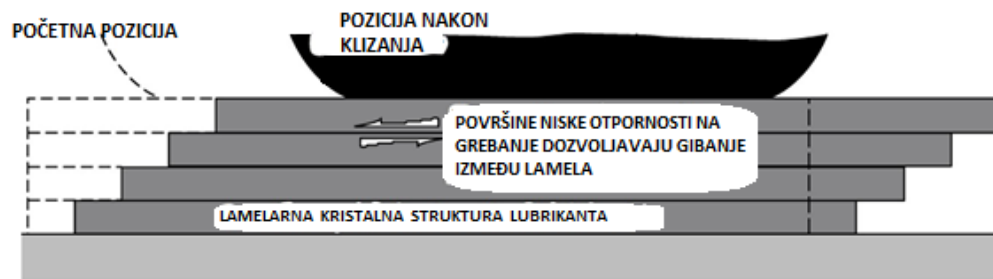 POČETNA POZICIJA
POZICIJA NAKON
KLIZANJA
POVRŠINE NISKE OTPORNOSTI NA
GREBANJE DOZVOLJAVAJU GIBANJE
IZMEĐU LAMELA
LAMELARNA KRISTALNA STRUKTURA LUBRIKANTA